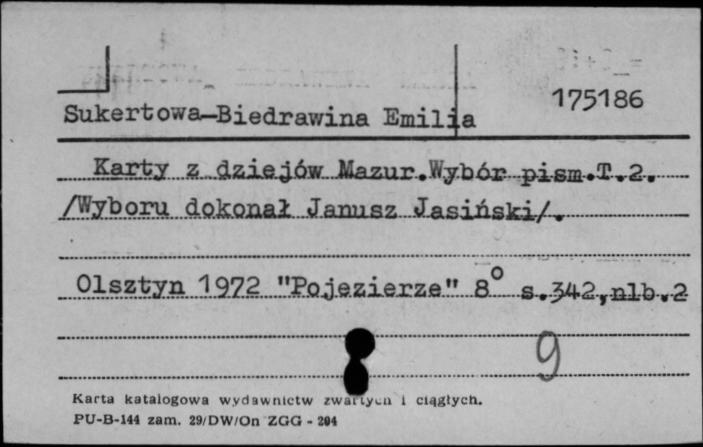 175186
Sukertowa-Biedrawina Emilia
Karty z dziejów Mazur.Wybór pism.T.2.
/Wyboru dokonał Janusz Jasiński/.
Olsztyn 1972 "Pojezierze" 8° s.342,nlb.2
9
Karta katalogowa wydawnictw zwartych i ciągłych.
PU-B-144 zam. 29/DW/On ZGG - 204